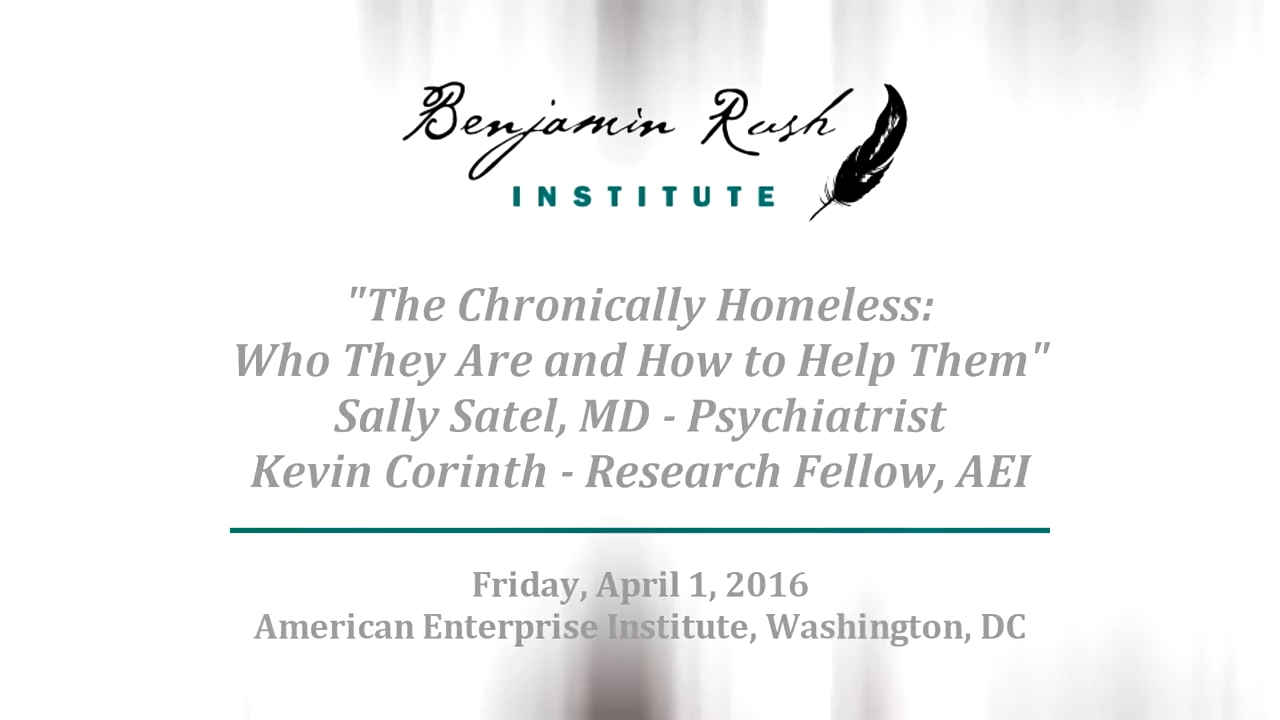 Benjamin Rush
INSTITUTE
"The Chronically Homeless:
Who They Are and How to Help Them"
Sally Satel, MD - Psychiatrist
Kevin Corinth - Research Fellow, AEI
Friday, April 1, 2016
American Enterprise Institute, Washington, DC